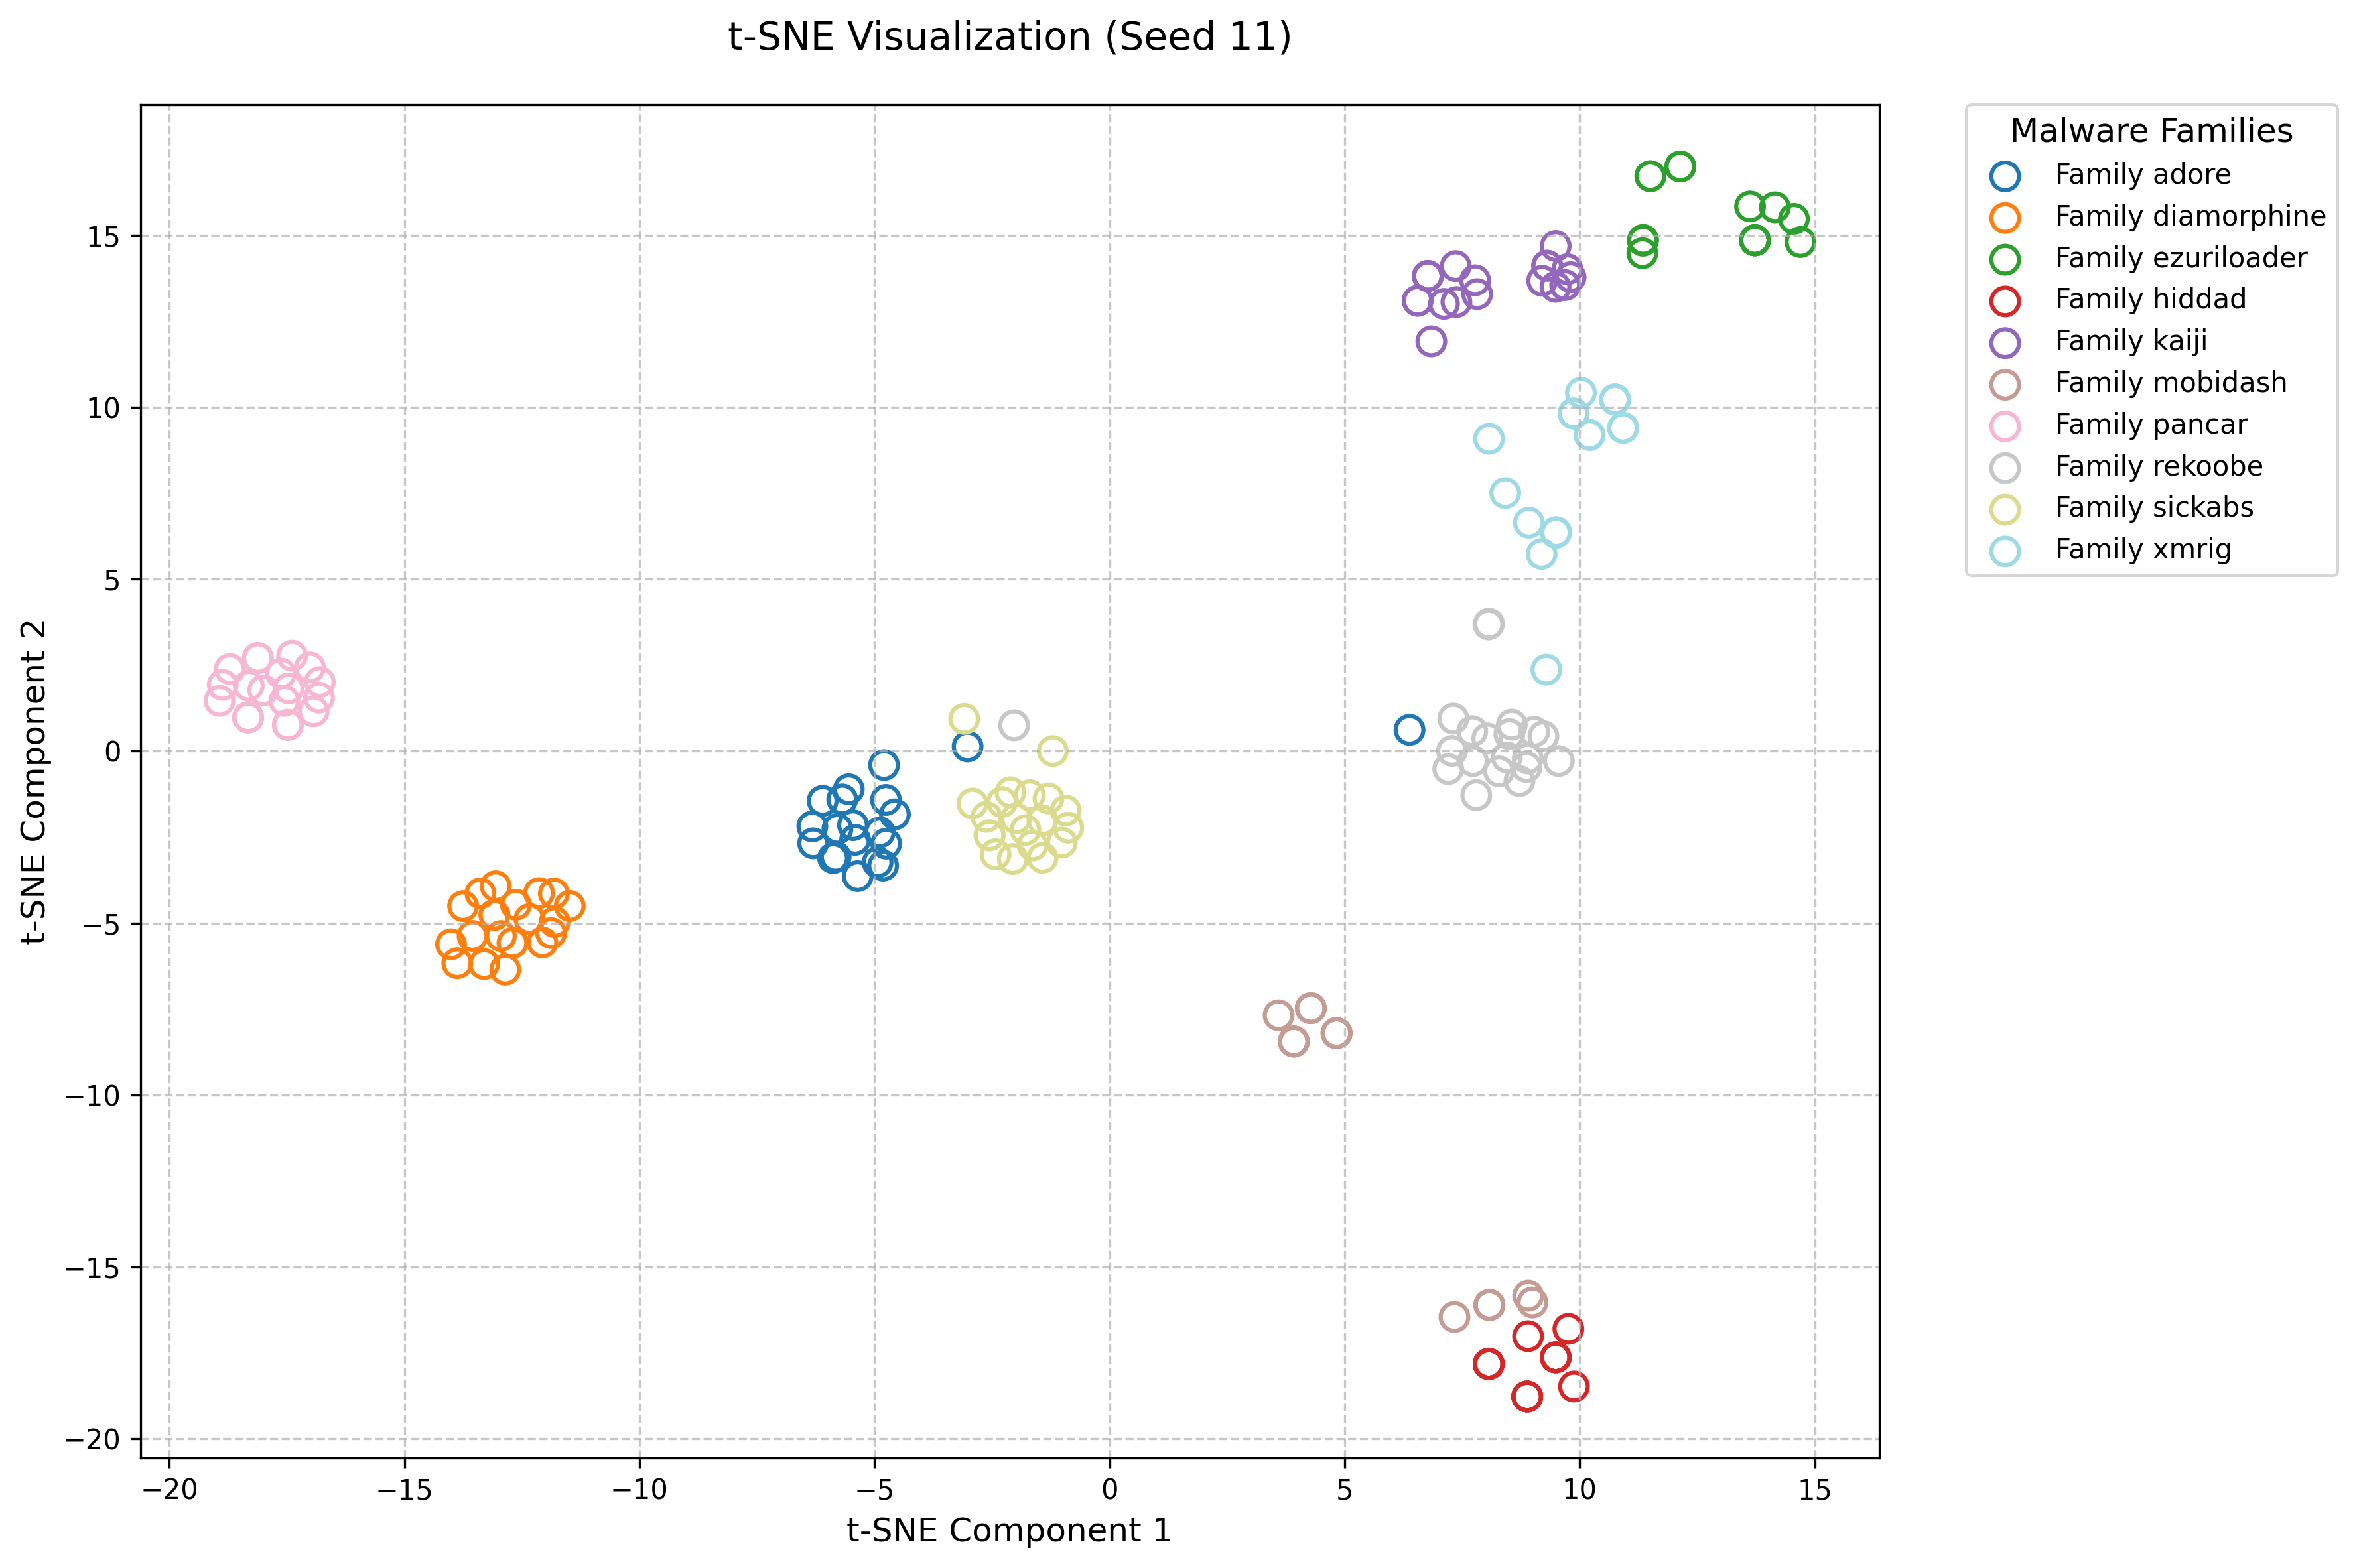 t-SNE Visualization (Seed 11)
Malware Families
Family adore
Family diamorphine
Family ezuriloader
Family hiddad
Family kaiji
Family mobidash
Family pancar
Family rekoobe
Family sickabs
Family xmrig
t-SNE Component 2
15
10
5
0
−5
−10
−15
−20
−20 −15 −10 −5 0 5 10 15
t-SNE Component 1